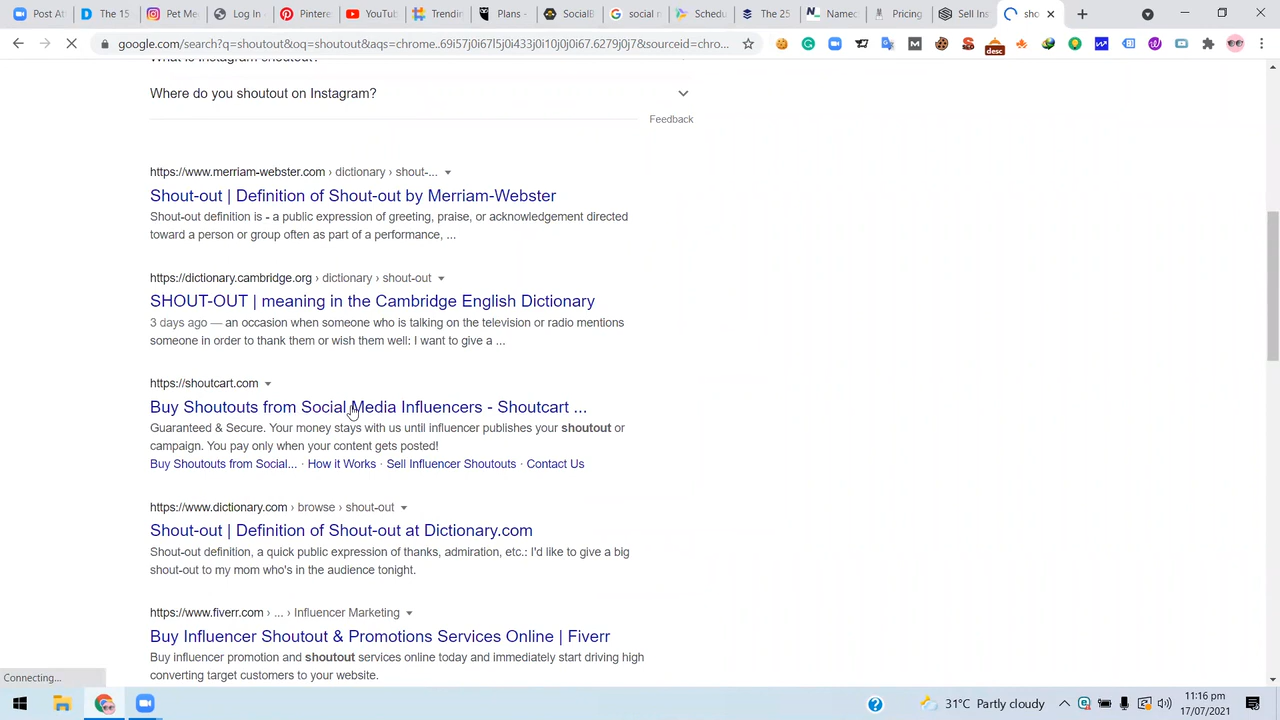 Post At
The 15
Instag
Pet Me
Log In
Pintere
YouTu
Trendin
Plans
SocialB
social n
Schedu
The 25
Namec
Pricing
Sell Ins
sho
google.com/search?q=shou
=shoutout&aqs=chrome..69i57j0i67l5j0i433j0i10j0i67.6279j0j7&sourceid=chro...
desc
Where do you shoutout on Instagram?
Feedback
https://www.merriam-webster.com › dictionary › shout-...
Shout-out | Definition of Shout-out by Merriam-Webster
Shout-out definition is - a public expression of greeting, praise, or acknowledgement directed
toward a person or group often as part of a performance, ...
https://dictionary.cambridge.org › dictionary › shout-out
SHOUT-OUT | meaning in the Cambridge English Dictionary
3 days ago — an occasion when someone who is talking on the television or radio mentions
someone in order to thank them or wish them well: I want to give a ...
https://shoutcart.com
Buy Shoutouts from Social Media Influencers - Shoutcart ...
Guaranteed & Secure. Your money stays with us until influencer publishes your shoutout or
campaign. You pay only when your content gets posted!
Buy Shoutouts from Social... · How it Works · Sell Influencer Shoutouts · Contact Us
https://www.dictionary.com › browse › shout-out
Shout-out | Definition of Shout-out at Dictionary.com
Shout-out definition, a quick public expression of thanks, admiration, etc.: I'd like to give a big
shout-out to my mom who's in the audience tonight.
https://www.fiverr.com › ... › Influencer Marketing
Buy Influencer Shoutout & Promotions Services Online | Fiverr
Buy influencer promotion and shoutout services online today and immediately start driving high
converting target customers to your website.
Connecting...
31°C Partly cloudy
11:16 pm
17/07/2021